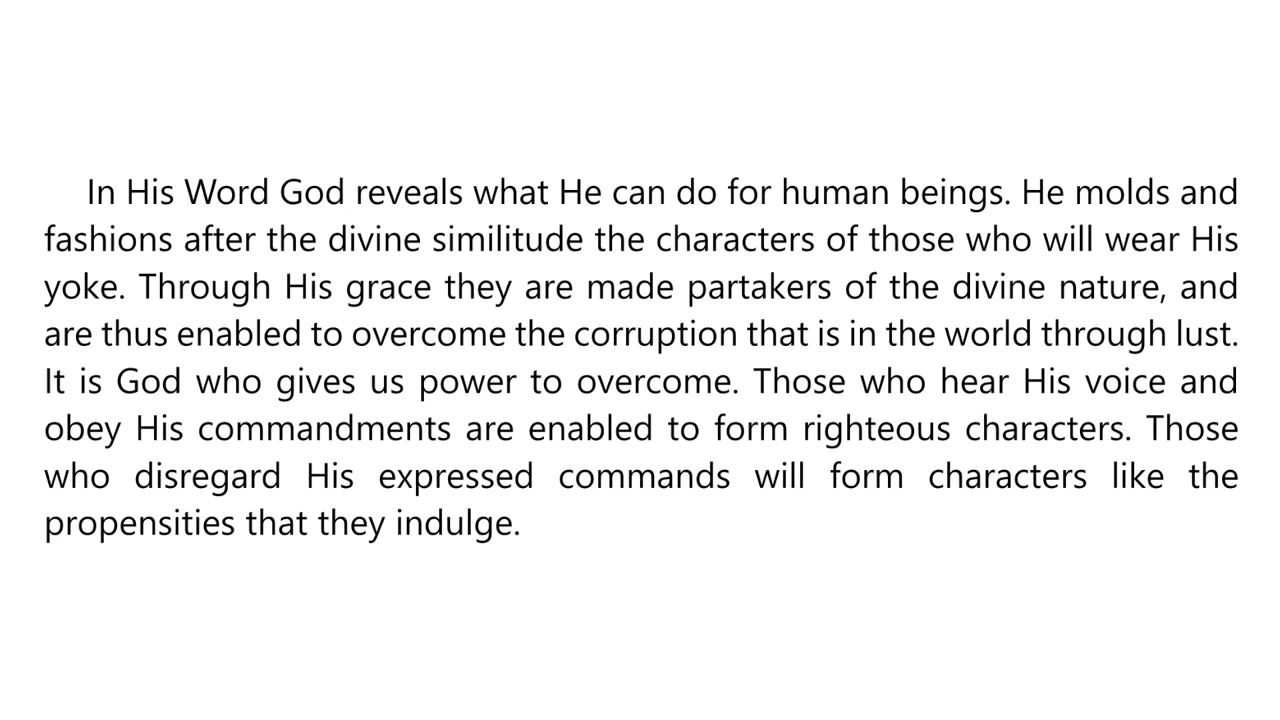 In His Word God reveals what He can do for human beings. He molds and
fashions after the divine similitude the characters of those who will wear His
yoke. Through His grace they are made partakers of the divine nature, and
are thus enabled to overcome the corruption that is in the world through lust.
It is God who gives us power to overcome. Those who hear His voice and
obey His commandments are enabled to form righteous characters. Those
who disregard His expressed commands will form characters like the
propensities that they indulge.